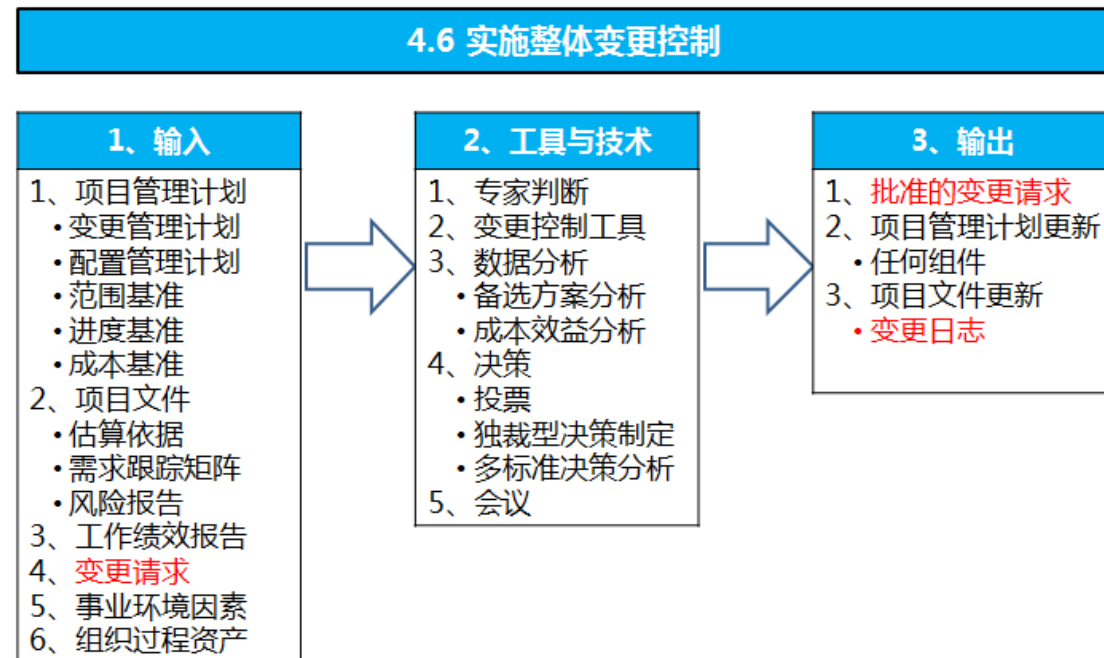 4.6 实施整体变更控制
1、输入
1、项目管理计划
•变更管理计划
•配置管理计划
•范围基准
•进度基准
•成本基准
2、项目文件
•估算依据
•需求跟踪矩阵
•风险报告
3、工作绩效报告
4、变更请求
5、事业环境因素
6、组织过程资产
2、工具与技术
1、专家判断
2、变更控制工具
3、数据分析
•备选方案分析
•成本效益分析
4、决策
•投票
•独裁型决策制定
•多标准决策分析
5、会议
3、输出
1、批准的变更请求
2、项目管理计划更新
•任何组件
3、项目文件更新
•变更日志